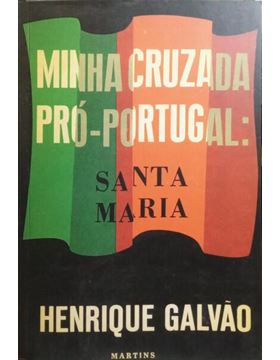 MINHA CRUZADA
PRÓ-PORTUGAL:
SANTA
MARIA
HENRIQUE GALVÃO
MARTINS